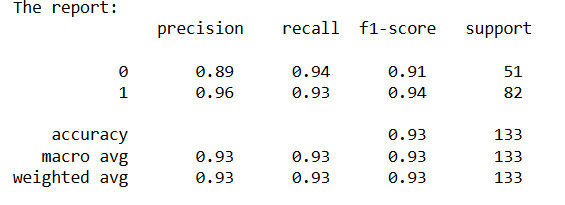 The report:
precision recall f1-score support
0 0.89 0.94 0.91 51
1 0.96 0.93 0.94 82
accuracy 0.93 133
macro avg 0.93 0.93 0.93 133
weighted avg 0.93 0.93 0.93 133